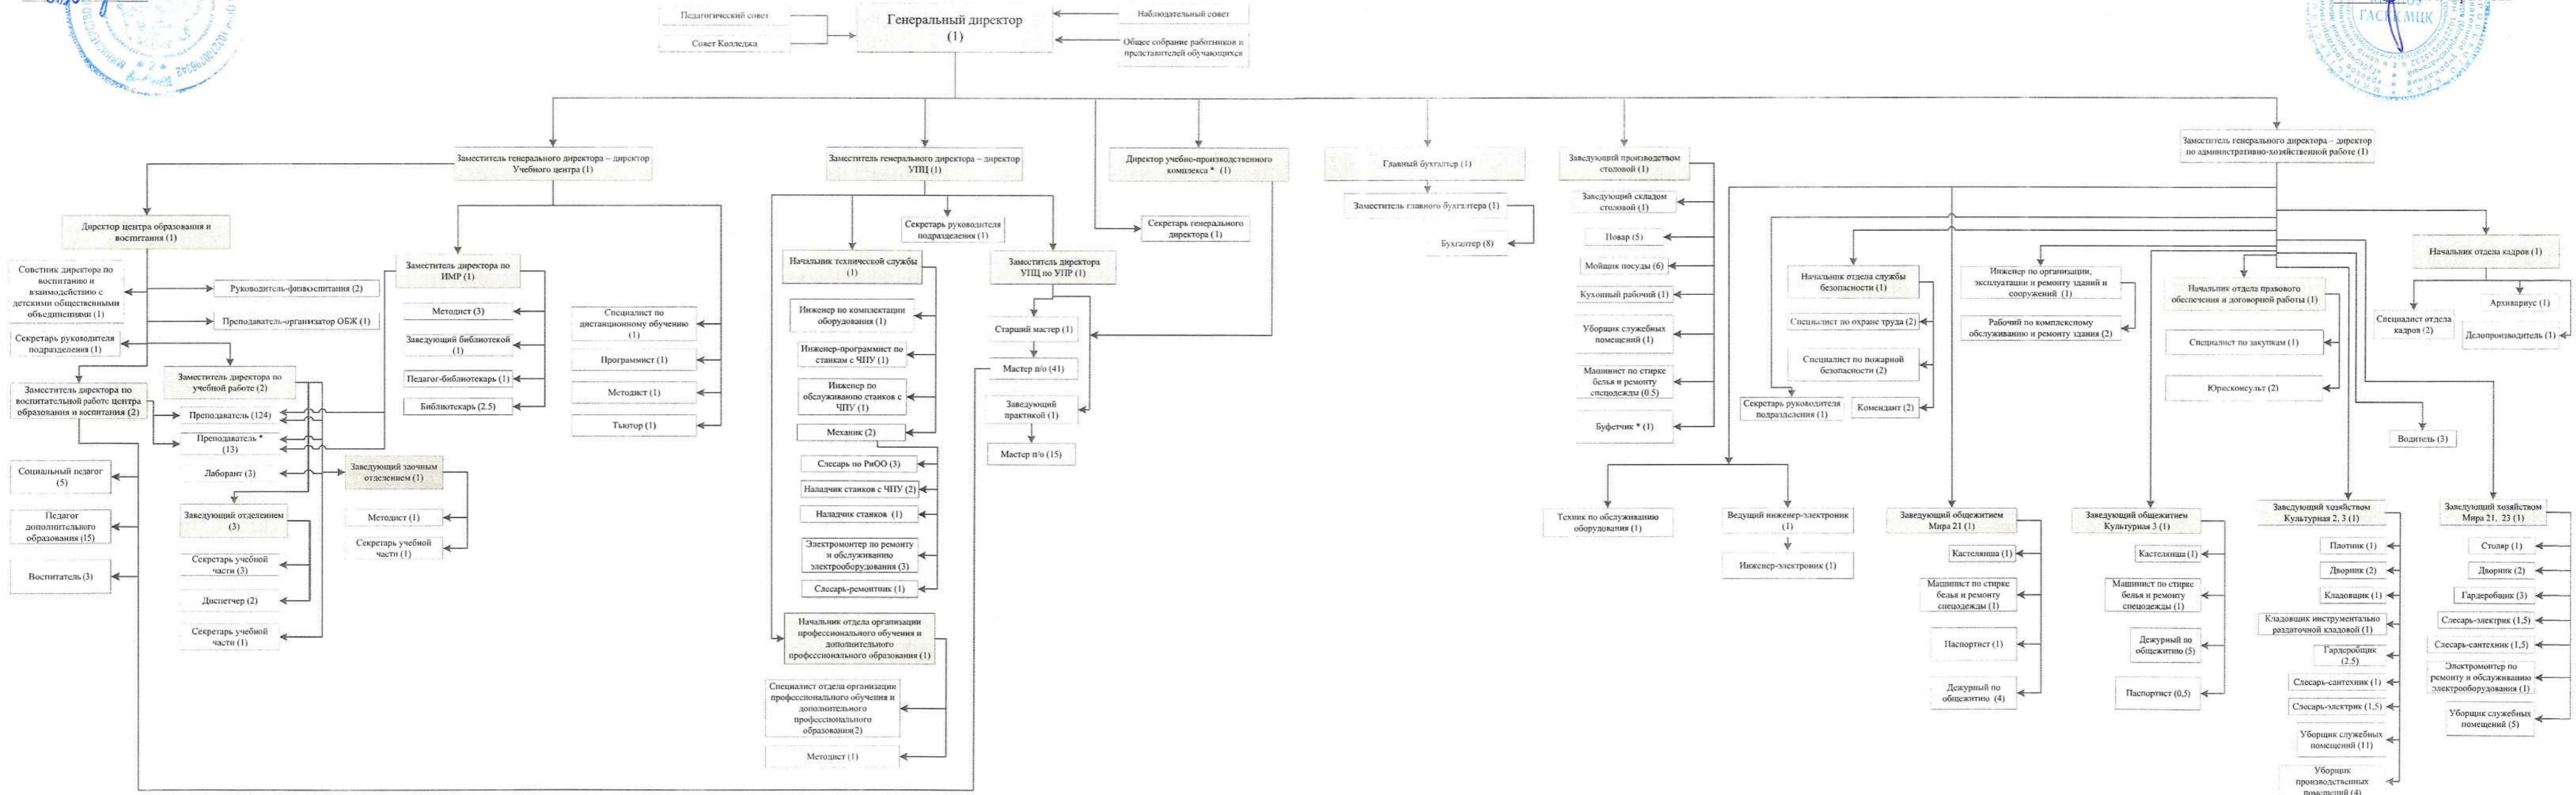 Педагогический совет
Совет Колледжа
Генеральный директор
(1)
Наблюдательный совет
Общее собрание работников и
представителей обучающихся
ГАСККМЦК
Заместитель генерального директора – директор
Учебного центра (1)
Заместитель генерального директора – директор
УПЦ (1)
Директор учебно-производственного
комплекса * (1)
Главный бухгалтер (1)
Заведующий производством
столовой (1)
Заместитель генерального директора – директор
по административно-хозяйственной работе (1)
Директор центра образования и
воспитания (1)
Советник директора по
воспитанию и
взаимодействию с
детскими общественными
объединениями (1)
Секретарь руководителя
подразделения (1)
Руководитель-физвоспитания (2)
Преподаватель-организатор ОБЖ (1)
Заместитель директора по
воспитательной работе центра
образования и воспитания (2)
Заместитель директора по
учебной работе (2)
Преподаватель (124)
Преподаватель *
(13)
Лаборант (3)
Социальный педагог
(5)
Педагог
дополнительного
образования (15)
Воспитатель (3)
Заведующий отделением
(3)
Секретарь учебной
части (3)
Диспетчер (2)
Секретарь учебной
части (1)
Заведующий заочным
отделением (1)
Методист (1)
Секретарь учебной
части (1)
Заместитель директора по
ИМР (1)
Методист (3)
Заведующий библиотекой
(1)
Педагог-библиотекарь (1)
Библиотекарь (2.5)
Специалист по
дистанционному обучению
(1)
Программист (1)
Методист (1)
Тьютор (1)
Секретарь руководителя
подразделения (1)
Начальник технической службы
(1)
Инженер по комплектации
оборудования (1)
Инженер-программист по
станкам с ЧПУ (1)
Инженер по
обслуживанию станков с
ЧПУ (1)
Механик (2)
Слесарь по РиОО (3)
Наладчик станков с ЧПУ (2)
Наладчик станков (1)
Электромонтер по ремонту
и обслуживанию
электрооборудования (3)
Слесарь-ремонтник (1)
Начальник отдела организации
профессионального обучения и
дополнительного
профессионального образования (1)
Специалист отдела организации
профессионального обучения и
дополнительного
профессионального
образования(2)
Методист (1)
Заместитель директора
УПЦ по УПР (1)
Старший мастер (1)
Мастер п/о (41)
Заведующий
практикой (1)
Мастер п/о (15)
Секретарь генерального
директора (1)
Заместитель главного бухгалтера (1)
Бухгалтер (8)
Заведующий складом
столовой (1)
Повар (5)
Мойщик посуды (6)
Кухонный рабочий (1)
Уборщик служебных
помещений (1)
Машинист по стирке
белья и ремонту
спецодежды (0.5)
Буфетчик * (1)
Техник по обслуживанию
оборудования (1)
Ведущий инженер-электроник
(1)
Инженер-электроник (1)
Секретарь руководителя
подразделения (1)
Начальник отдела службы
безопасности (1)
Специалист по охране труда (2)
Специалист по пожарной
безопасности (2)
Комендант (2)
Инженер по организации,
эксплуатации и ремонту зданий и
сооружений (1)
Рабочий по комплексному
обслуживанию и ремонту здания (2)
Начальник отдела правового
обеспечения и договорной работы (1)
Специалист по закупкам (1)
Юрисконсульт (2)
Начальник отдела кадров (1)
Специалист отдела
кадров (2)
Архивариус (1)
Делопроизводитель (1)
Водитель (3)
Заведующий общежитием
Мира 21 (1)
Кастелянша (1)
Машинист по стирке
белья и ремонту
спецодежды (1)
Паспортист (1)
Дежурный по
общежитию (4)
Заведующий общежитием
Культурная 3 (1)
Кастелянша (1)
Машинист по стирке
белья и ремонту
спецодежды (1)
Дежурный по
общежитию (5)
Паспортист (0,5)
Заведующий хозяйством
Культурная 2, 3 (1)
Плотник (1)
Дворник (2)
Кладовщик (1)
Кладовщик инструментально
раздаточной кладовой (1)
Гардеробщик
(2.5)
Слесарь-сантехник (1)
Слесарь-электрик (1,5)
Уборщик служебных
помещений (11)
Уборщик
производственных
помещений (4)
Заведующий хозяйством
Мира 21, 23 (1)
Столяр (1)
Дворник (2)
Гардеробщик (3)
Слесарь-электрик (1,5)
Слесарь-сантехник (1,5)
Электромонтер по
ремонту и обслуживанию
электрооборудования (1)
Уборщик служебных
помещений (5)